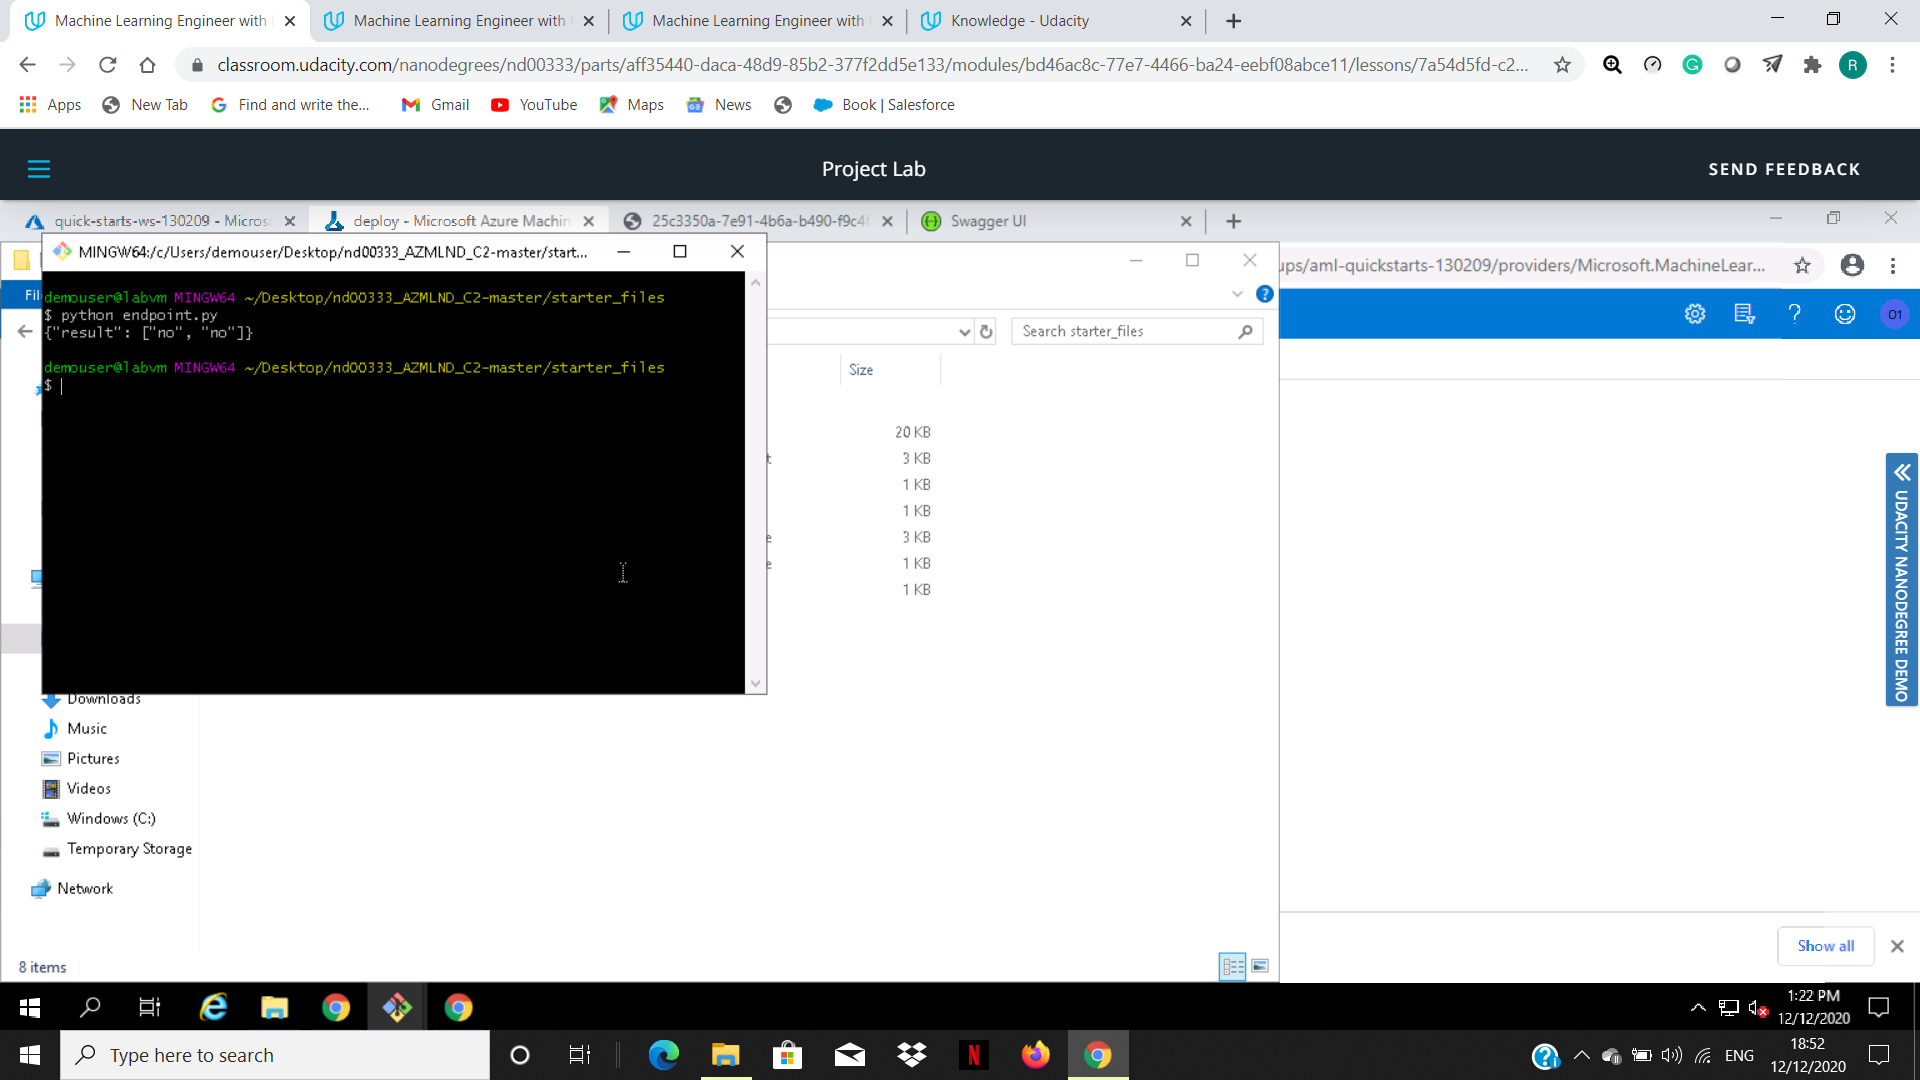 Machine Learning Engineer with
Machine Learning Engineer with
Machine Learning Engineer with
Knowledge - Udacity
classroom.udacity.com/nanodegrees/nd00333/parts/aff35440-daca-48d9-85b2-377f2dd5e133/modules/bd46ac8c-77e7-4466-ba24-eebf08abce11/lessons/7a54d5fd-c2...
R
Apps
New Tab
Find and write the...
Gmail
YouTube
Maps
News
Book | Salesforce
Project Lab
SEND FEEDBACK
quick-starts-ws-130209 - Micros
deploy - Microsoft Azure Machin
25c3350a-7e91-4b6a-b490-f9c4f
Swagger UI
MINGW64:/c/Users/demouser/Desktop/nd00333_AZMLND_C2-master/start...
ups/aml-quickstarts-130209/providers/Microsoft.MachineLear...
Fil
demouser@labvm MINGW64 ~/Desktop/nd00333_AZMLND_C2-master/starter_files
$ python endpoint.py
{"result": ["no", "no"]}
demouser@labvm MINGW64 ~/Desktop/nd00333_AZMLND_C2-master/starter_files
$
Search starter_files
O1
Size
20 KB
t
3 KB
1 KB
1 KB
e
3 KB
e
1 KB
1 KB
UDACITY NANODEGREE DEMO
Downloads
Music
Pictures
Videos
Windows (C:)
Temporary Storage
Network
8 items
Show all
1:22 PM
12/12/2020
Type here to search
N
ENG
18:52
12/12/2020